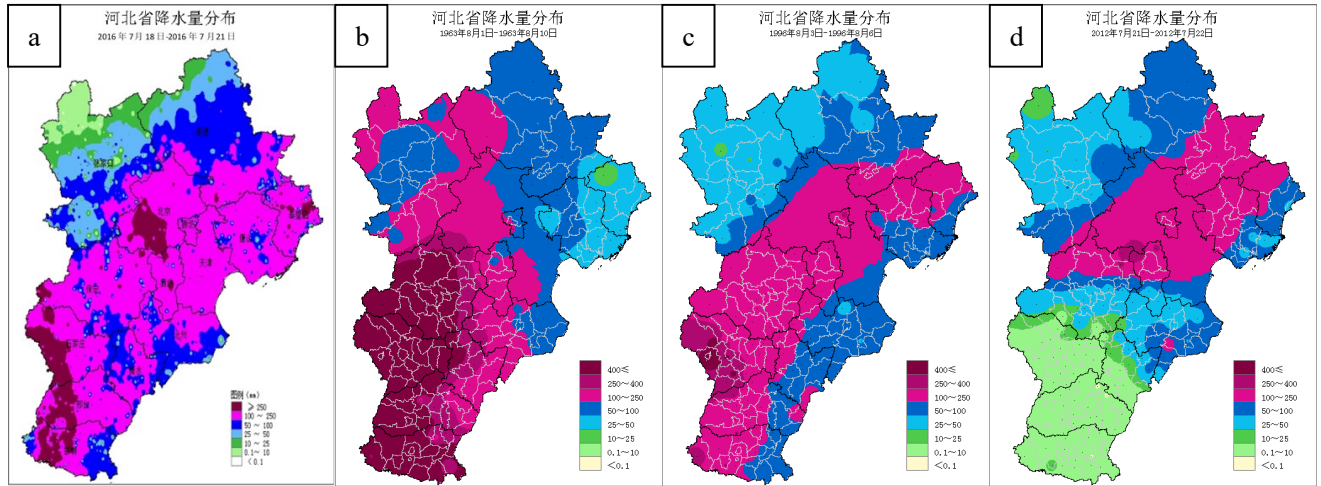 a
河北省降水量分布
2016年7月18日-2016年7月21日
图例（mm）
≥250
100～250
50～100
25～50
10～25
0.1～10
＜0.1
b
河北省降水量分布
1963年8月1日-1963年8月10日
400≤
250～400
100～250
50～100
25～50
10～25
0.1～10
＜0.1
c
河北省降水量分布
1996年8月3日-1996年8月6日
400≤
250～400
100～250
50～100
25～50
10～25
0.1～10
＜0.1
d
河北省降水量分布
2012年7月21日-2012年7月22日
400≤
250～400
100～250
50～100
25～50
10～25
0.1～10
＜0.1